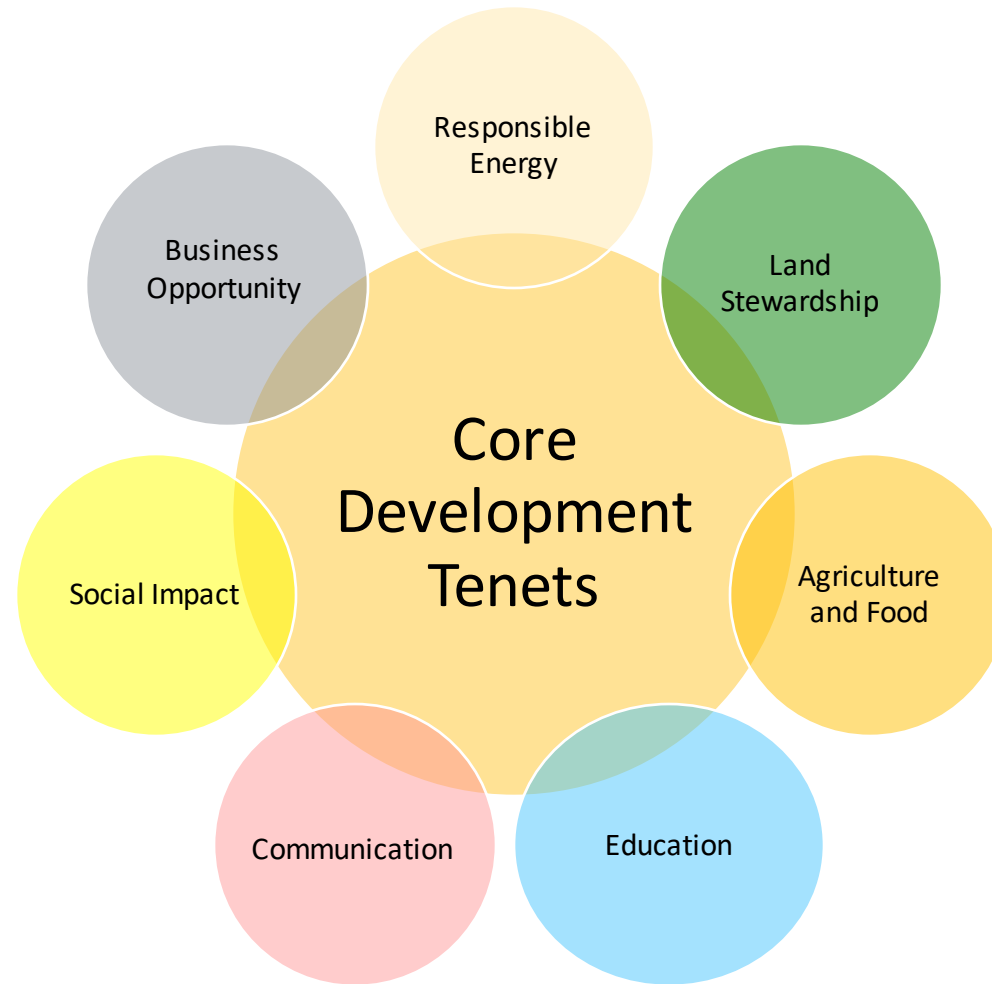 Responsible
Energy
Land
Stewardship
Agriculture
and Food
Education
Communication
Social Impact
Business
Opportunity
Core
Development
Tenets